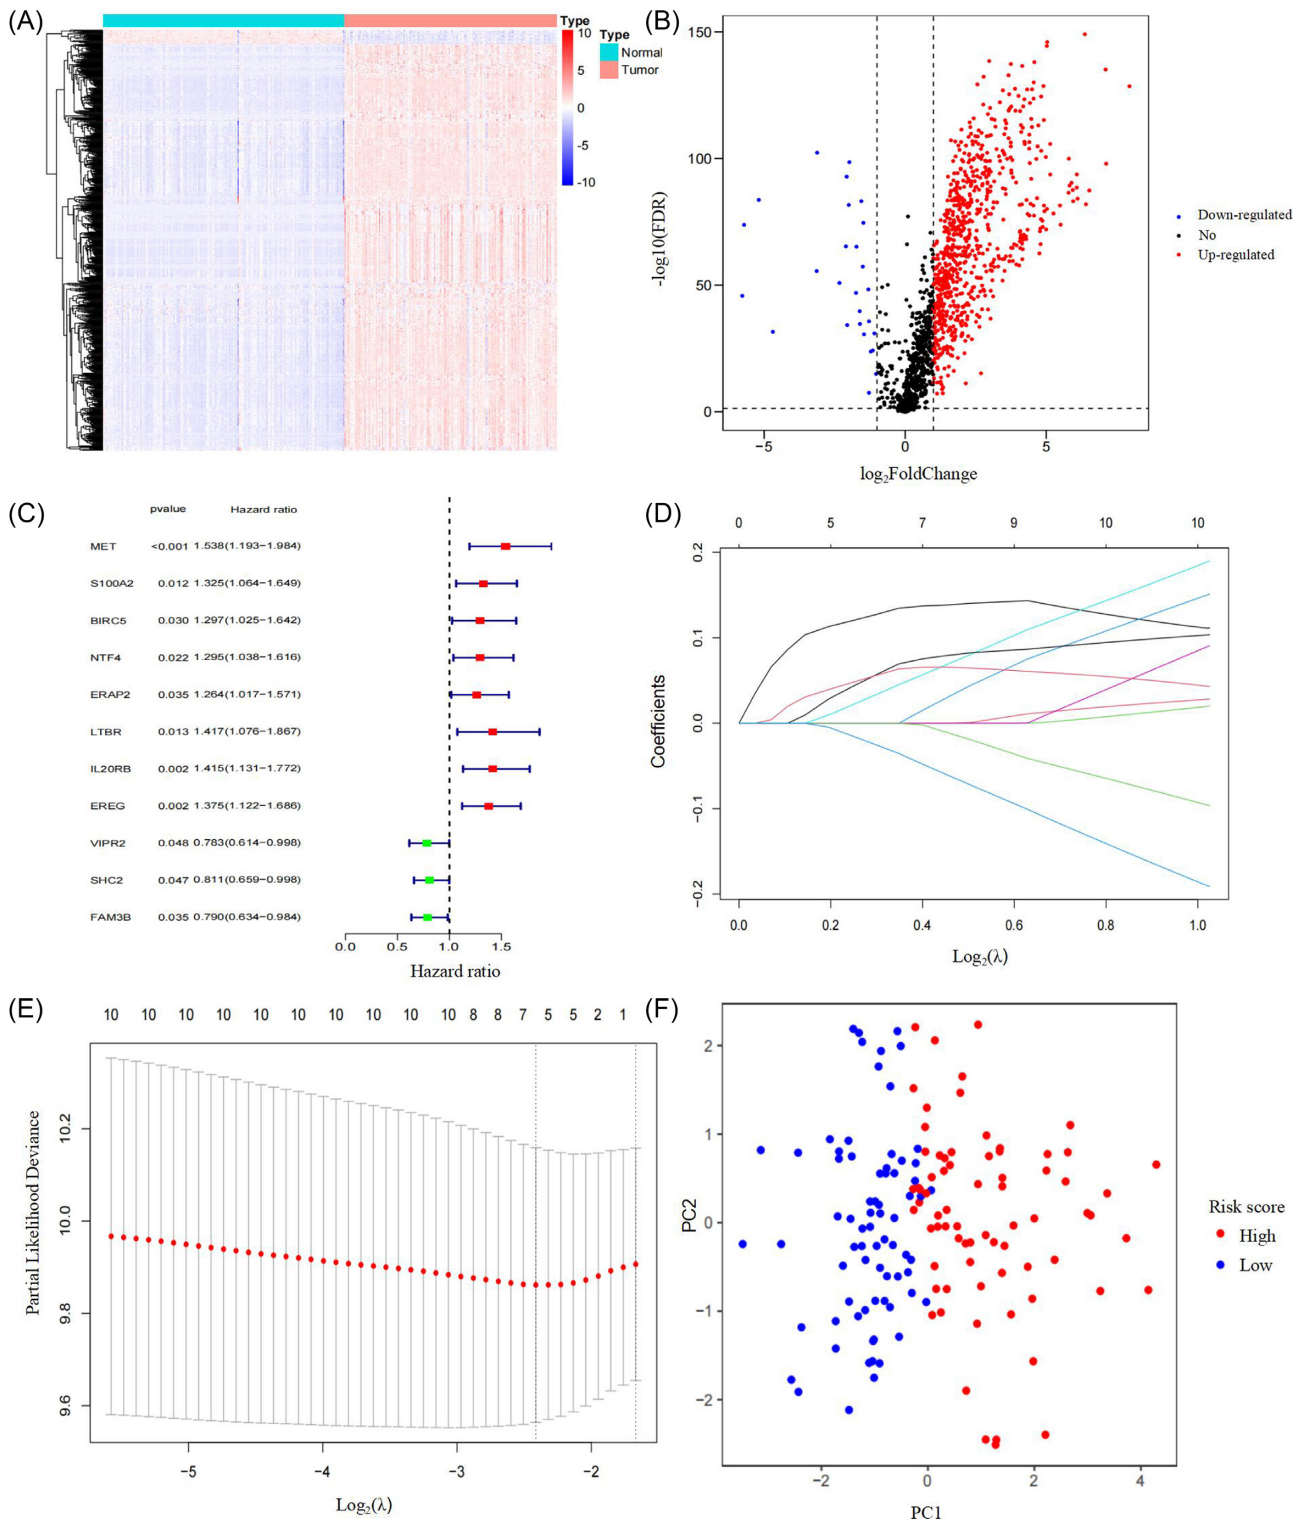 (A)
Type
10
5
0
-5
-10
Type
Normal
Tumor
(B)
150
100
50
0
-log10(FDR)
−5
0
5
log2FoldChange
Down-regulated
No
Up-regulated
(C)
pvalue Hazard ratio
MET <0.001 1.538(1.193−1.984)
S100A2 0.012 1.325(1.064−1.649)
BIRC5 0.030 1.297(1.025−1.642)
NTF4 0.022 1.295(1.038−1.616)
ERAP2 0.035 1.264(1.017−1.571)
LTBR 0.013 1.417(1.076−1.867)
IL20RB 0.002 1.415(1.131−1.772)
EREG 0.002 1.375(1.122−1.686)
VIPR2 0.048 0.783(0.614−0.998)
SHC2 0.047 0.811(0.659−0.998)
FAM3B 0.035 0.790(0.634−0.984)
0.0 0.5 1.0 1.5
Hazard ratio
(D)
0 5 7 9 10 10
0.2
0.1
0.0
−0.1
−0.2
Coefficients
0.0 0.2 0.4 0.6 0.8 1.0
Log2(λ)
(E)
10 10 10 10 10 10 10 10 10 10 8 8 7 5 5 2 1
10.2
10.0
9.8
9.6
Partial Likelihood Deviance
−5 −4 −3 −2
Log2(λ)
(F)
2
1
0
−1
−2
PC2
−2 0 2 4
PC1
Risk score
High
Low